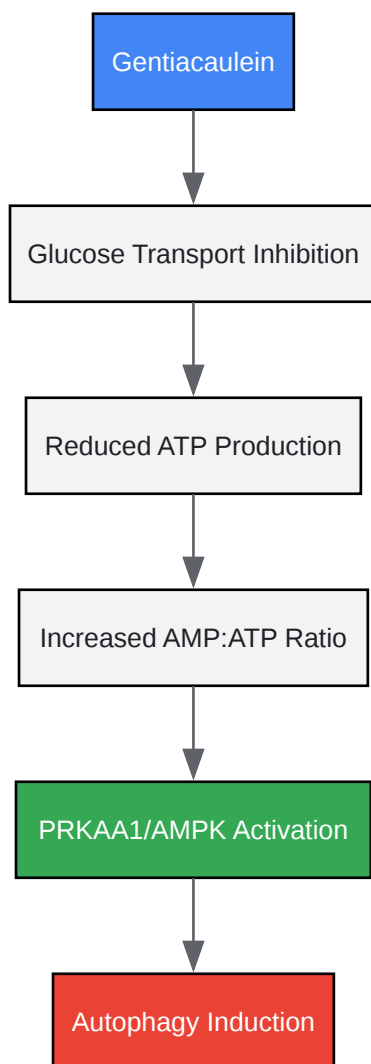 Gentiacaulein
Glucose Transport Inhibition
Reduced ATP Production
Increased AMP:ATP Ratio
PRKAA1/AMPK Activation
Autophagy Induction